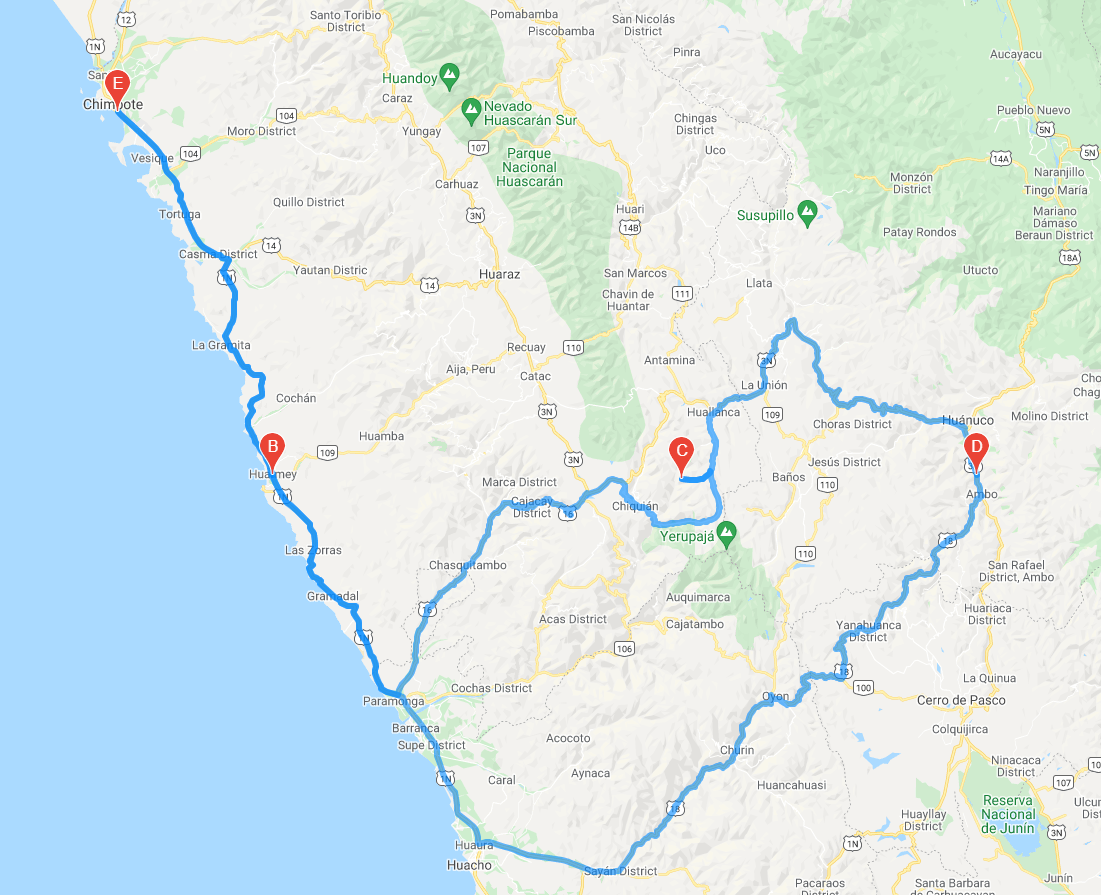 Pomabamba
Santo Toribio
District
12
San Nicolás
District
Piscobamba
1N
Pinra
Aucayacu
San
E
Huandoy
Chimbote
Caraz
Nevado
Huascarán Sur
104
Moro District
Yungay
Chingas
District
Pueblo Nuevo
5N
107
Uco
5N
Vesique
104
Parque
Nacional
Huascarán
14A
Naranjillo
Carhuaz
Monzón
District
Tingo María
Quillo District
3N
Huari
14B
Susupillo
Mariano
Dámaso
Beraun District
Tortuga
Patay Rondos
14
Casma District
18A
Yautan Distric
Huaraz
San Marcos
Utucto
14
111
Llata
Chavin de
Huantar
La Gramita
Recuay
110
Antamina
3N
Aija, Peru
Catac
La Unión
Cho
Chag
Cochán
3N
Huallanca
109
Huánuco
Molino District
Choras District
Huamba
B
109
C
D
3N
Jesús District
Huarmey
Baños
110
Marca District
1N
Cajacay
District
16
Chiquián
Ambo
Yerupajá
Las Zorras
110
18
Chasquitambo
San Rafael
District, Ambo
Auquimarca
Gramadal
16
Acas District
Cajatambo
Yanahuanca
District
Huariaca
District
1N
106
18
La Quinua
100
Cochas District
Oyon
Cerro de Pasco
Paramonga
Barranca
Colquijirca
Supe District
Acocoto
Churin
Ninacaca
District
10
1N
Caral
Aynaca
Huancahuasi
107
Reserva
Nacional
de Junín
Ulcum
Dist
18
Huayllay
District
3N
Huaura
1N
Huacho
Sayán District
Pacaraos
District
Santa Barbara
de Carhuacayan
Junín